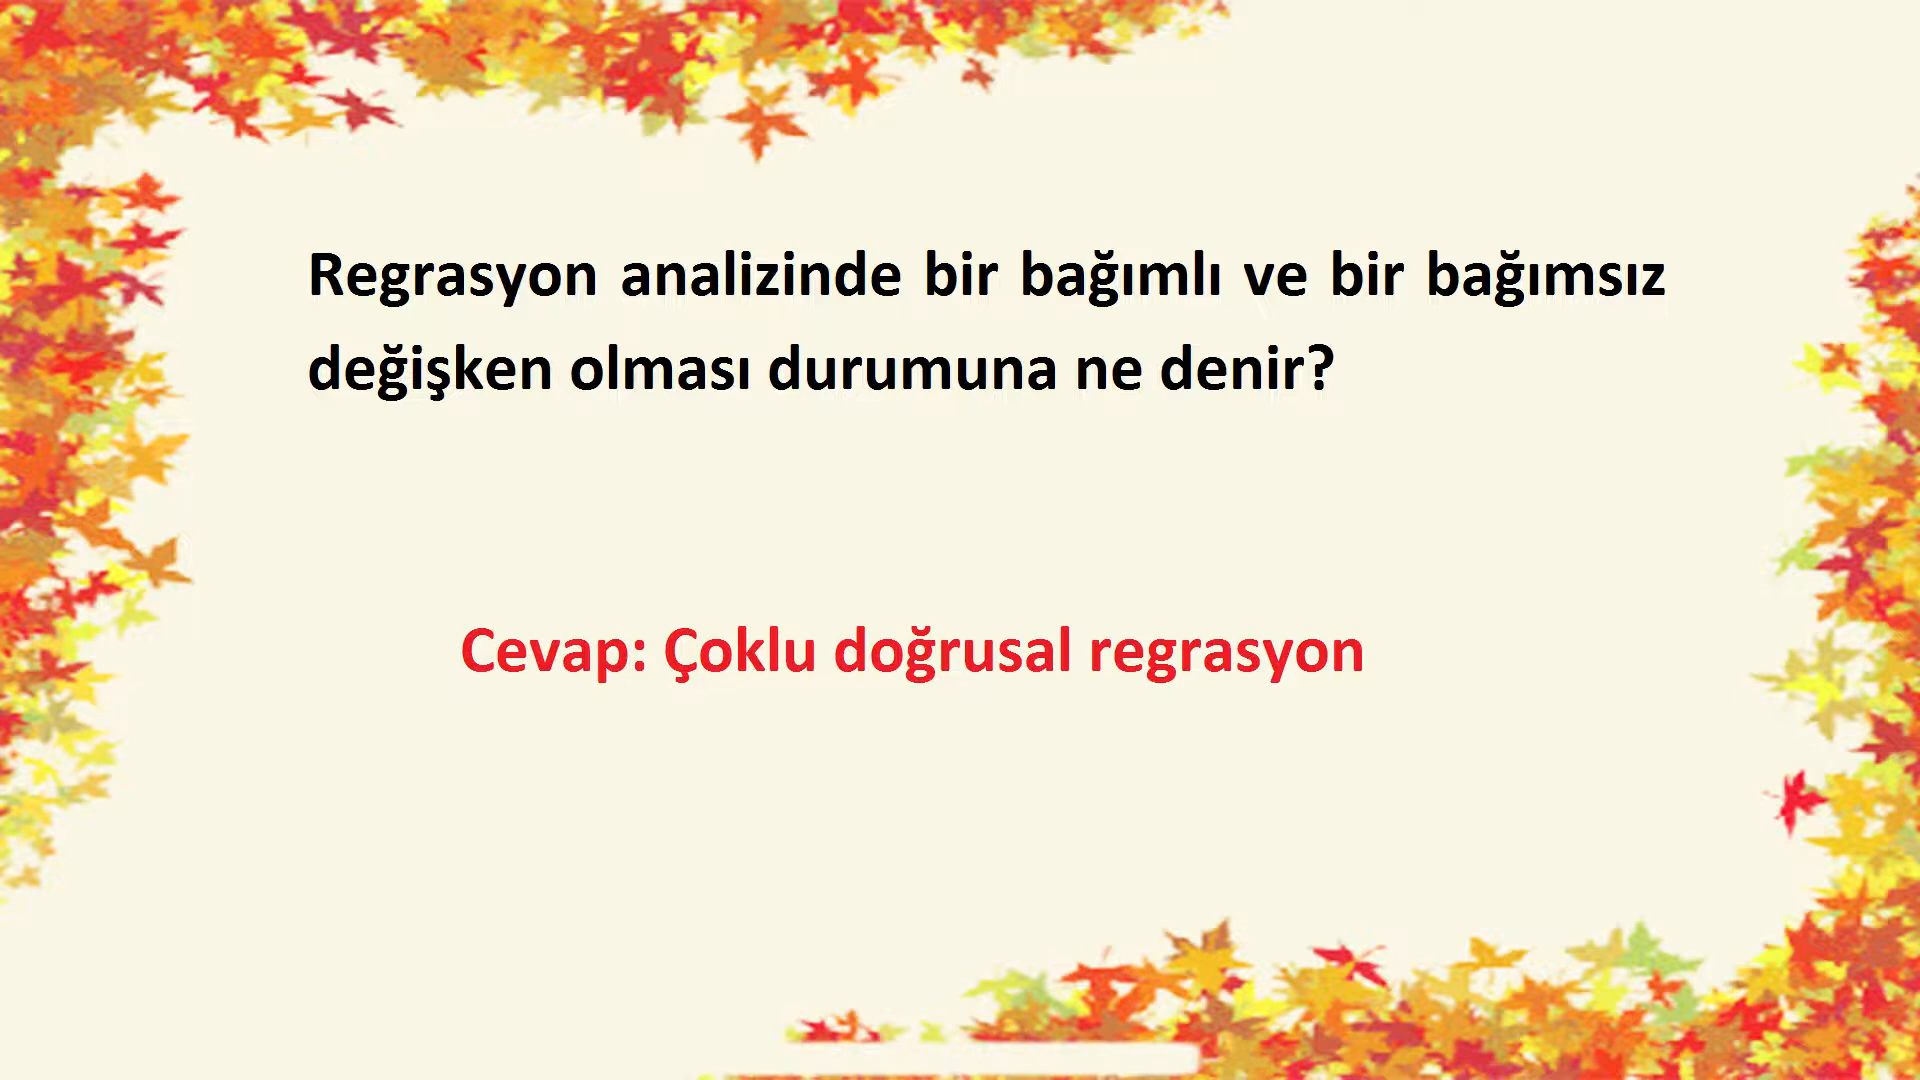 Regrasyon analizinde bir bağımlı ve bir bağımsız
değişken olması durumuna ne denir?
Cevap: Çoklu doğrusal regrasyon